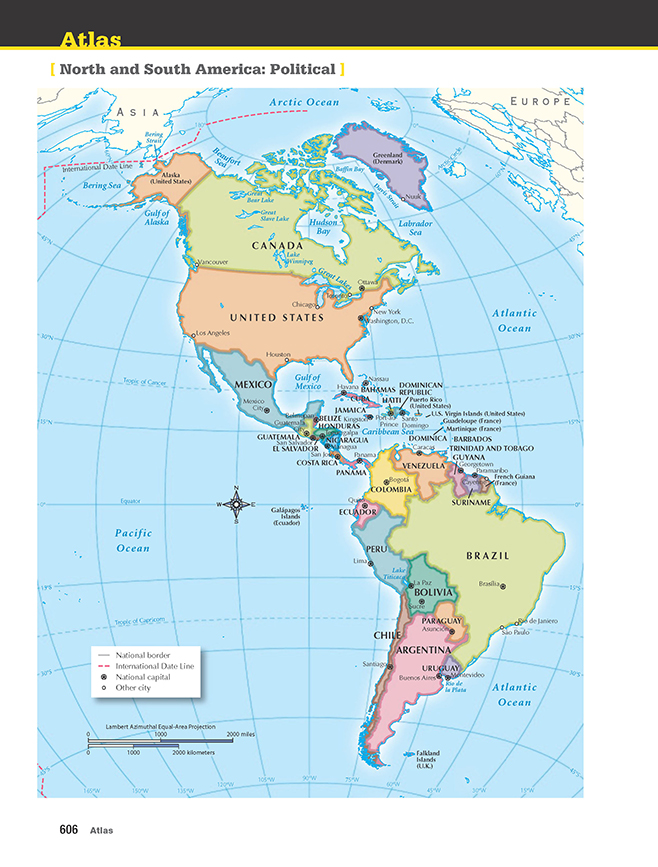 Atlas
[ North and South America: Political ]
Arctic Ocean
EUROPE
ASIA
Bering
Strait
International Date Line
Bering Sea
Alaska
(United States)
Beaufort
Sea
Greenland
(Denmark)
Baffin Bay
Davis Strait
Nuuk
Gulf of
Alaska
Great
Bear Lake
Great
Slave Lake
Hudson
Bay
Labrador
Sea
CANADA
Lake
Winnipeg
Vancouver
Great Lakes
Ottawa
Toronto
Chicago
New York
Washington, D.C.
UNITED STATES
Los Angeles
Houston
Atlantic
Ocean
Tropic of Cancer
MEXICO
Mexico
City
Gulf of
Mexico
Nassau
BAHAMAS
Havana
CUBA
DOMINICAN
REPUBLIC
HAITI
Puerto Rico
(United States)
JAMAICA
Kingston
Port-au-
Prince
Santo
Domingo
U.S. Virgin Islands (United States)
Guadeloupe (France)
Martinique (France)
Belmopan
BELIZE
Guatemala
City
HONDURAS
Caribbean Sea
GUATEMALA
San Salvador
NICARAGUA
Managua
EL SALVADOR
San José
COSTA RICA
Panama
PANAMA
DOMINICA
BARBADOS
TRINIDAD AND TOBAGO
Caracas
VENEZUELA
GUYANA
Georgetown
Paramaribo
Cayenne
French Guiana
(France)
SURINAME
Bogotá
COLOMBIA
Equator
N
W
E
S
Galápagos
Islands
(Ecuador)
Quito
ECUADOR
Pacific
Ocean
PERU
Lima
BRAZIL
Brasília
Lake
Titicaca
La Paz
BOLIVIA
Sucre
Tropic of Capricorn
PARAGUAY
Asunción
Rio de Janiero
São Paulo
CHILE
ARGENTINA
Santiago
URUGUAY
Buenos Aires
Montevideo
Río de
la Plata
Atlantic
Ocean
Falkland
Islands
(U.K.)
National border
International Date Line
National capital
Other city
Lambert Azimuthal Equal-Area Projection
0 1000 2000 miles
0 1000 2000 kilometers
606 Atlas